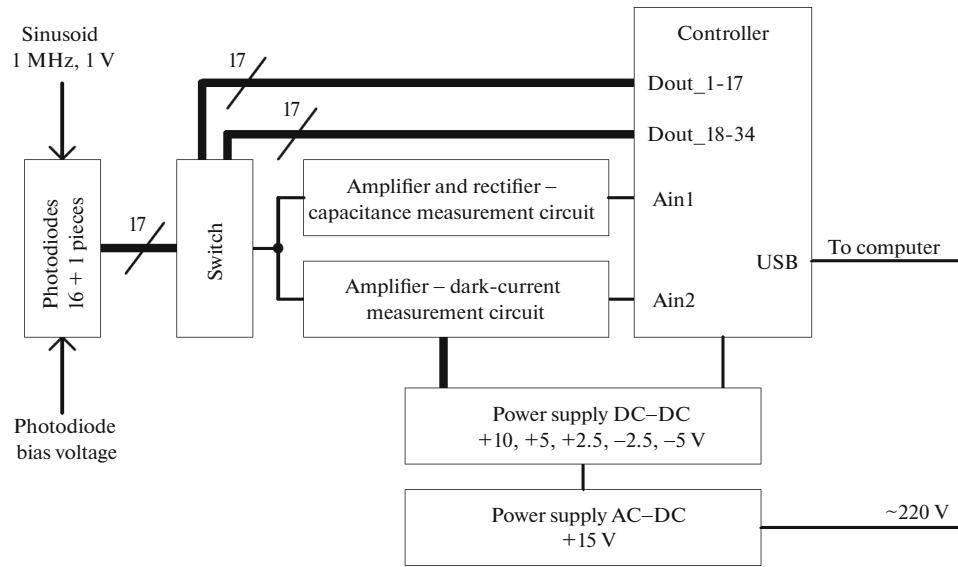 Sinusoid
1 MHz, 1 V
Controller
17
Dout_1-17
17
Dout_18-34
Photodiodes
16 + 1 pieces
17
Switch
Amplifier and rectifier –
capacitance measurement circuit
Ain1
USB
To computer
Amplifier – dark-current
measurement circuit
Ain2
Photodiode
bias voltage
Power supply DC–DC
+10, +5, +2.5, –2.5, –5 V
Power supply AC–DC
+15 V
~220 V